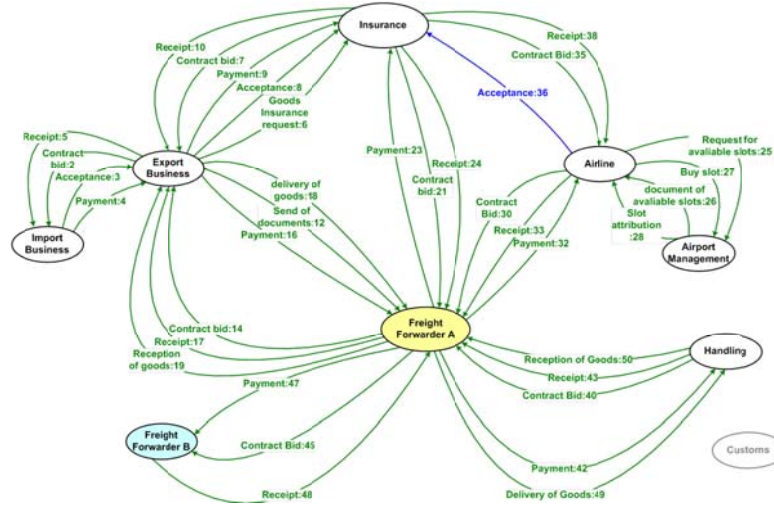 Insurance
Receipt:10
Contract bid:7
Payment:9
Acceptance:8
Goods
Insurance
request:6
Receipt:38
Contract Bid:35
Acceptance:36
Receipt:5
Contract
bid:2
Acceptance:3
Payment:4
Export
Business
Import
Business
Payment:23
Receipt:24
Contract
bid:21
Airline
Request for
avaliable slots:25
Buy slot:27
document of
avaliable slots:26
Slot
attribution
:28
Airport
Management
delivery of
goods:18
Send of
documents:12
Payment:16
Contract
Bid:30
Receipt:33
Payment:32
Freight
Forwarder A
Contract bid:14
Receipt:17
Reception
of goods:19
Reception of Goods:50
Receipt:43
Contract Bid:40
Handling
Payment:47
Freight
Forwarder B
Contract Bid:45
Receipt:48
Payment:42
Delivery of Goods:49
Customs